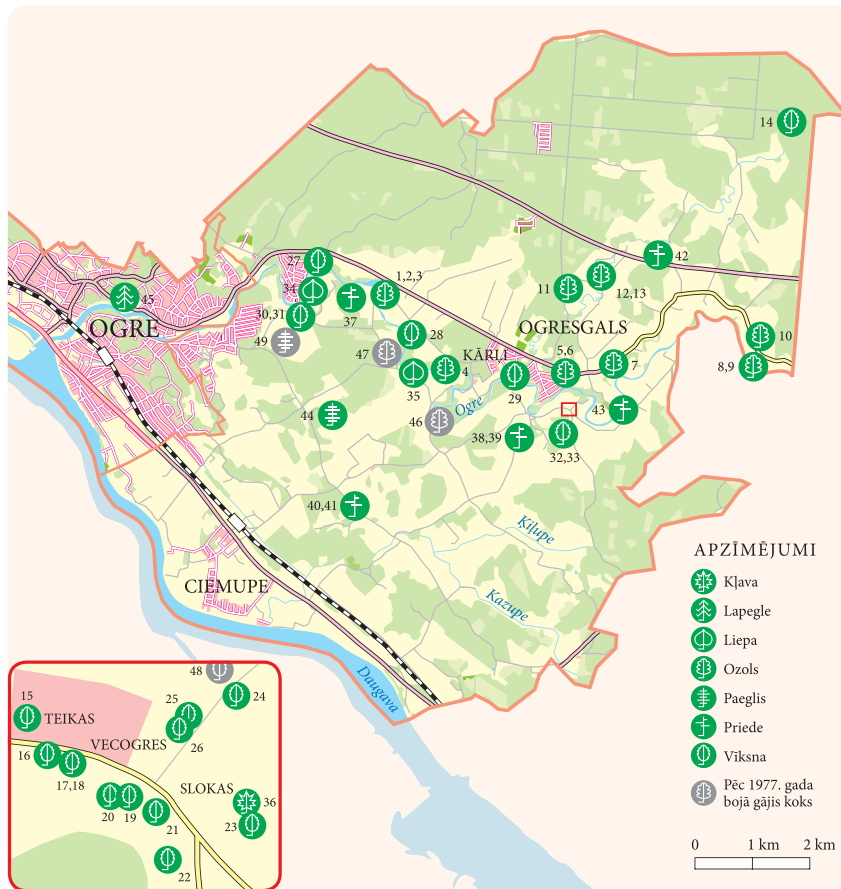 14
42
27
1,2,3
34
11
12,13
45
37
OGRE
30,31
OGRESGALS
28
10
49
47
KĀRĻI
5,6
7
4
8,9
35
29
Ogre
44
46
43
38,39
32,33
40,41
Ķiļupe
CIEMUPE
Kazupe
Daugava
APZĪMĒJUMI
Kļava
Lapegle
Liepa
Ozols
Paeglis
Priede
Vīksna
Pēc 1977. gada
bojā gājis koks
0 1 km 2 km
48
15
25
24
TEIKAS
VECOGRES
26
16
17,18
SLOKAS
36
20
19
21
23
22